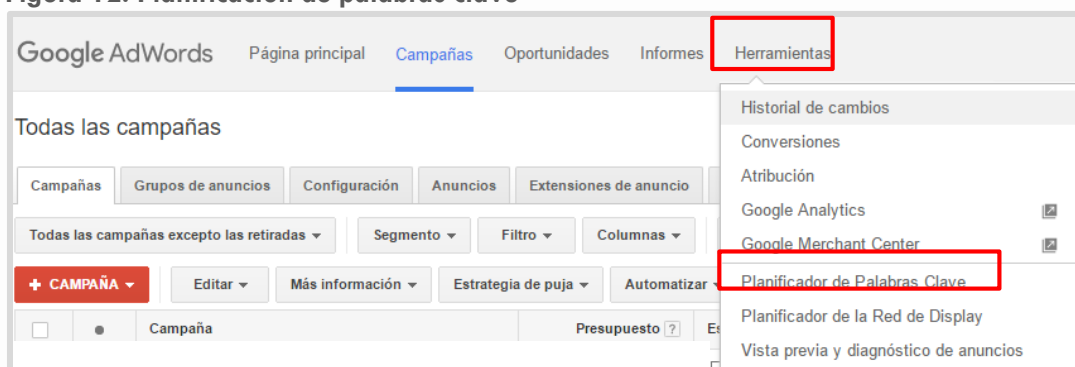 Figura 12. Planificación de palabras clave
Google AdWords Página principal Campañas Oportunidades Informes Herramientas
Todas las campañas
Campañas Grupos de anuncios Configuración Anuncios Extensiones de anuncio
Todas las campañas excepto las retiradas Segmento Filtro Columnas
+ CAMPAÑA Editar Más información Estrategia de puja Automatizar
Campaña Presupuesto ?
Historial de cambios
Conversiones
Atribución
Google Analytics
Google Merchant Center
Planificador de Palabras Clave
Planificador de la Red de Display
Vista previa y diagnóstico de anuncios